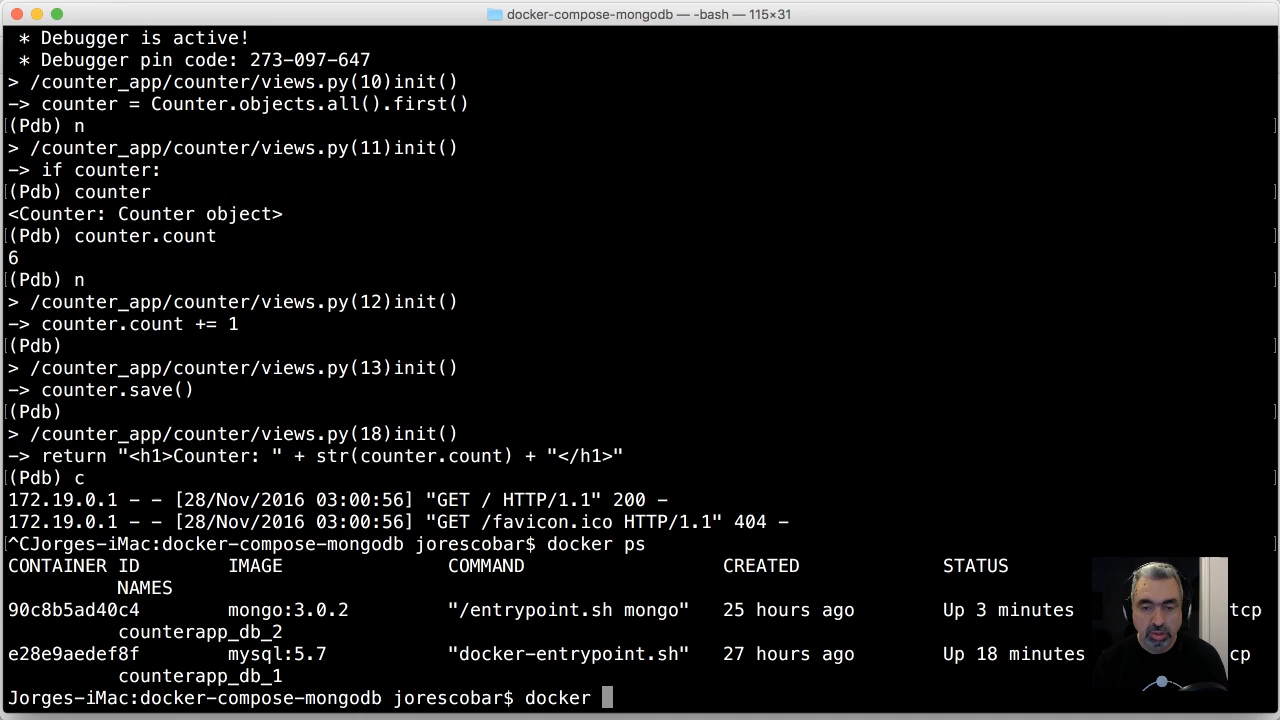 docker-compose-mongodb — -bash — 115×31
* Debugger is active!
* Debugger pin code: 273-097-647
> /counter_app/counter/views.py(10)init()
-> counter = Counter.objects.all().first()
[(Pdb) n ]
> /counter_app/counter/views.py(11)init()
-> if counter:
[(Pdb) counter ]
<Counter: Counter object>
[(Pdb) counter.count ]
6
[(Pdb) n ]
> /counter_app/counter/views.py(12)init()
-> counter.count += 1
[(Pdb) ]
> /counter_app/counter/views.py(13)init()
-> counter.save()
[(Pdb) ]
> /counter_app/counter/views.py(18)init()
-> return "<h1>Counter: " + str(counter.count) + "</h1>"
[(Pdb) c ]
172.19.0.1 - - [28/Nov/2016 03:00:56] "GET / HTTP/1.1" 200 -
172.19.0.1 - - [28/Nov/2016 03:00:56] "GET /favicon.ico HTTP/1.1" 404 -
[^CJorges-iMac:docker-compose-mongodb jorescobar$ docker ps ]
CONTAINER ID IMAGE COMMAND CREATED STATUS
NAMES
90c8b5ad40c4 mongo:3.0.2 "/entrypoint.sh mongo" 25 hours ago Up 3 minutes tcp
counterapp_db_2
e28e9aedef8f mysql:5.7 "docker-entrypoint.sh" 27 hours ago Up 18 minutes cp
counterapp_db_1
Jorges-iMac:docker-compose-mongodb jorescobar$ docker